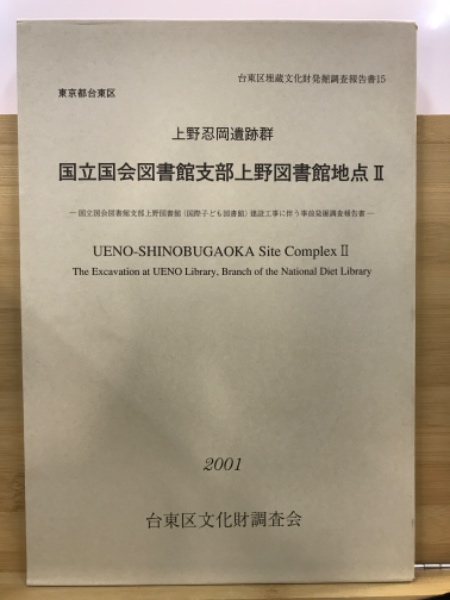 台東区埋蔵文化財発掘調査報告書15
東京都台東区
上野忍岡遺跡群
国立国会図書館支部上野図書館地点Ⅱ
―国立国会図書館支部上野図書館（国際子ども図書館）建設工事に伴う事前発掘調査報告書―
UENO-SHINOBUGAOKA Site Complex Ⅱ
The Excavation at UENO Library, Branch of the National Diet Library
2001
台東区文化財調査会